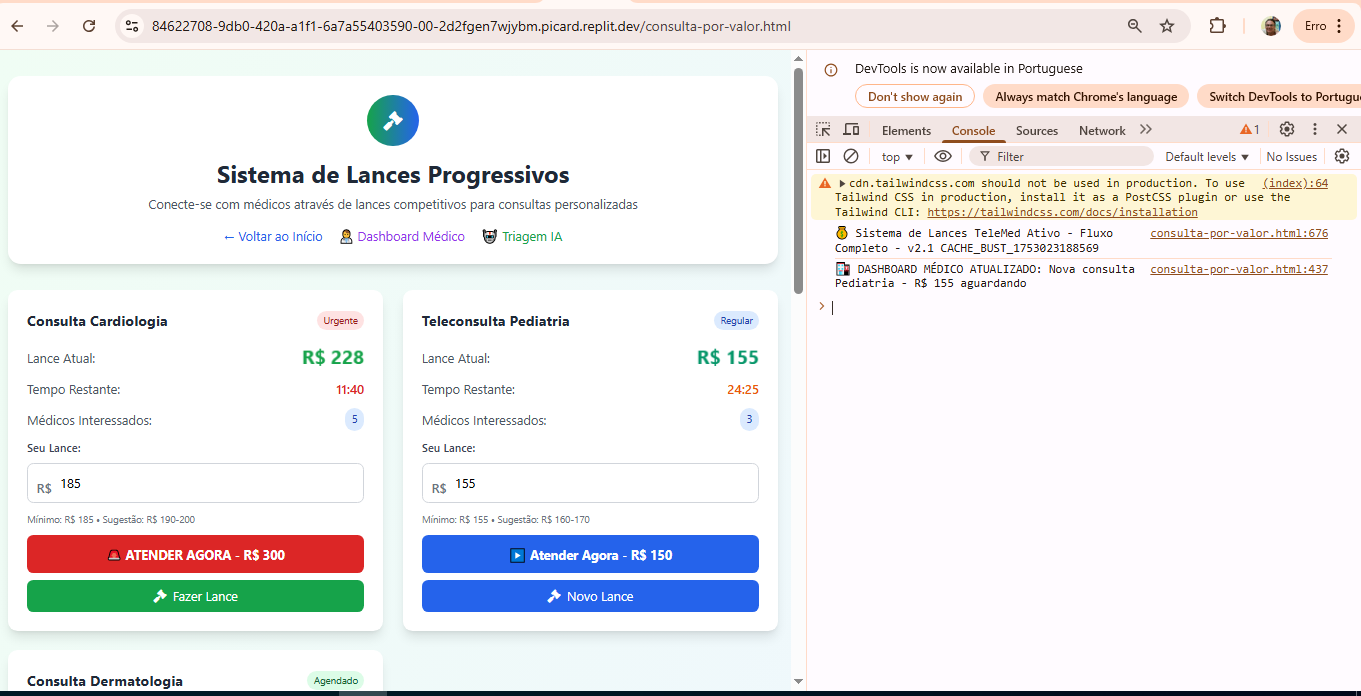 84622708-9db0-420a-a1f1-6a7a55403590-00-2d2fgen7wjybm.picard.replit.dev/consulta-por-valor.html
Erro
Sistema de Lances Progressivos
Conecte-se com médicos através de lances competitivos para consultas personalizadas
← Voltar ao Início
Dashboard Médico
Triagem IA
Consulta Cardiologia
Urgente
Lance Atual:
R$ 228
Tempo Restante:
11:40
Médicos Interessados:
5
Seu Lance:
R$ 185
Mínimo: R$ 185 • Sugestão: R$ 190-200
🚨 ATENDER AGORA - R$ 300
Fazer Lance
Teleconsulta Pediatria
Regular
Lance Atual:
R$ 155
Tempo Restante:
24:25
Médicos Interessados:
3
Seu Lance:
R$ 155
Mínimo: R$ 155 • Sugestão: R$ 160-170
▶️ Atender Agora - R$ 150
Novo Lance
Consulta Dermatologia
Agendado
DevTools is now available in Portuguese
Don't show again
Always match Chrome's language
Switch DevTools to Portugu
Elements
Console
Sources
Network
1
top
Filter
Default levels
No Issues
cdn.tailwindcss.com should not be used in production. To use
(index):64
Tailwind CSS in production, install it as a PostCSS plugin or use the
Tailwind CLI: https://tailwindcss.com/docs/installation
💰 Sistema de Lances TeleMed Ativo - Fluxo
consulta-por-valor.html:676
Completo - v2.1 CACHE_BUST_1753023188569
🏥 DASHBOARD MÉDICO ATUALIZADO: Nova consulta
consulta-por-valor.html:437
Pediatria - R$ 155 aguardando